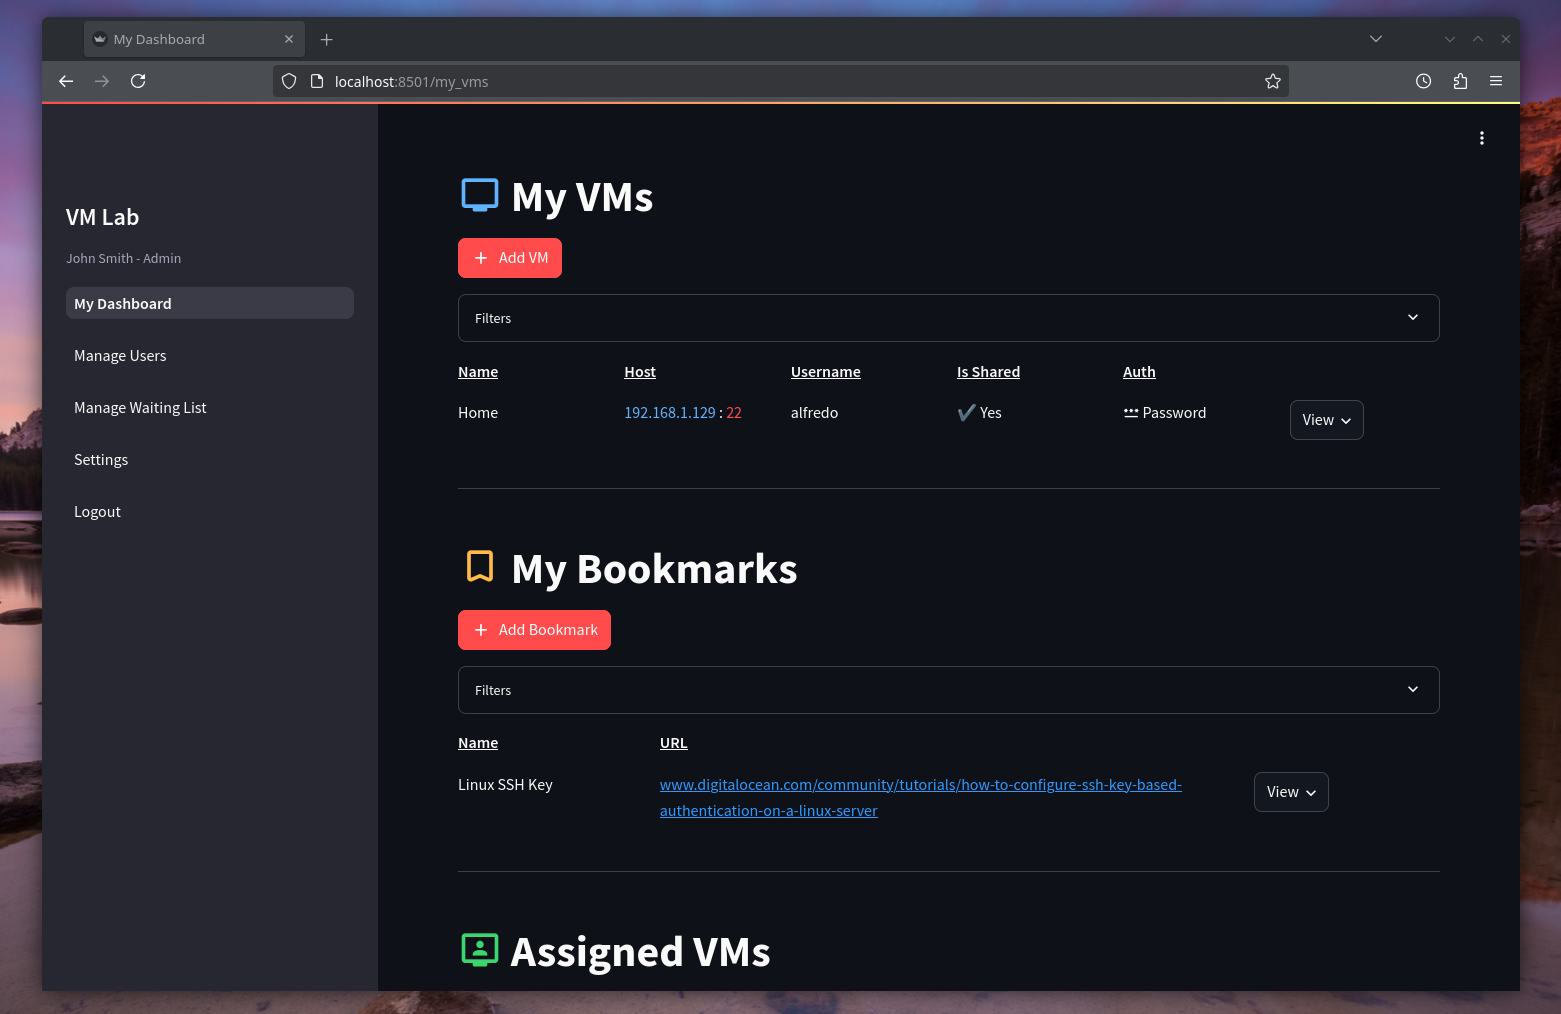 My Dashboard
localhost:8501/my_vms
VM Lab
John Smith - Admin
My Dashboard
Manage Users
Manage Waiting List
Settings
Logout
My VMs
Add VM
Filters
Name Host Username Is Shared Auth
Home 192.168.1.129 : 22 alfredo Yes Password View
My Bookmarks
Add Bookmark
Filters
Name URL
Linux SSH Key www.digitalocean.com/community/tutorials/how-to-configure-ssh-key-based- View
authentication-on-a-linux-server
Assigned VMs